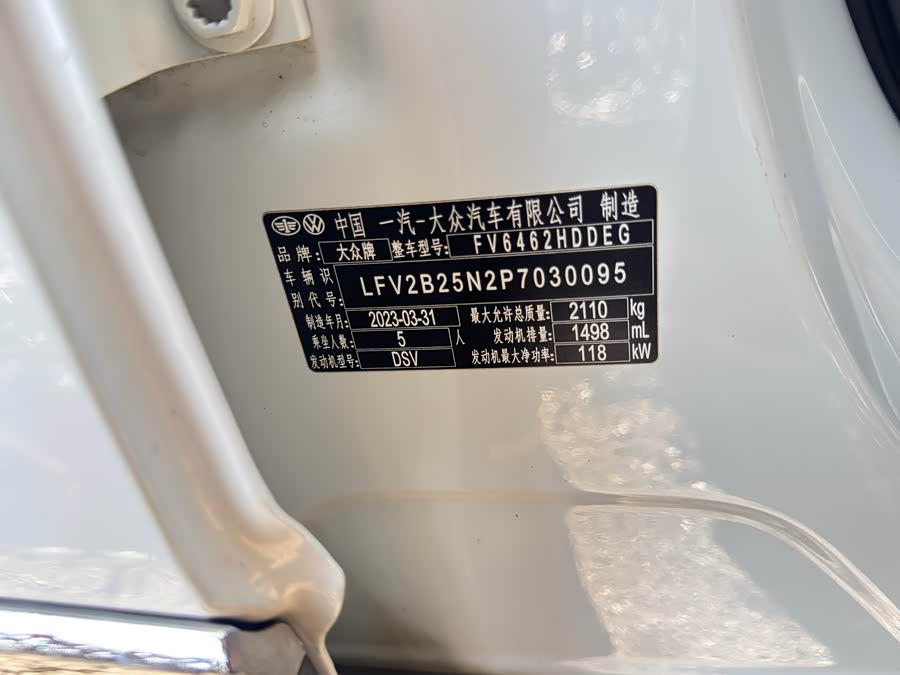 中国 一汽-大众汽车有限公司 制造
品牌: 大众牌 整车型号: FV6462HDDEG
车辆识别代号: LFV2B25N2P7030095
制造年月: 2023-03-31 最大允许总质量: 2110 kg
乘坐人数: 5 人 发动机排量: 1498 mL
发动机型号: DSV 发动机最大净功率: 118 kW